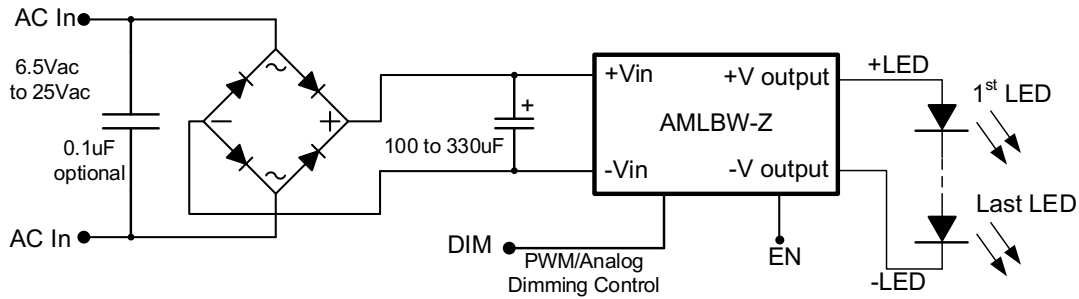 AC In
6.5Vac
to 25Vac
0.1uF
optional
AC In
~
−
+
~
+
100 to 330uF
+Vin
-Vin
+V output
AMLBW-Z
-V output
DIM
PWM/Analog
Dimming Control
EN
+LED
1st LED
Last LED
-LED